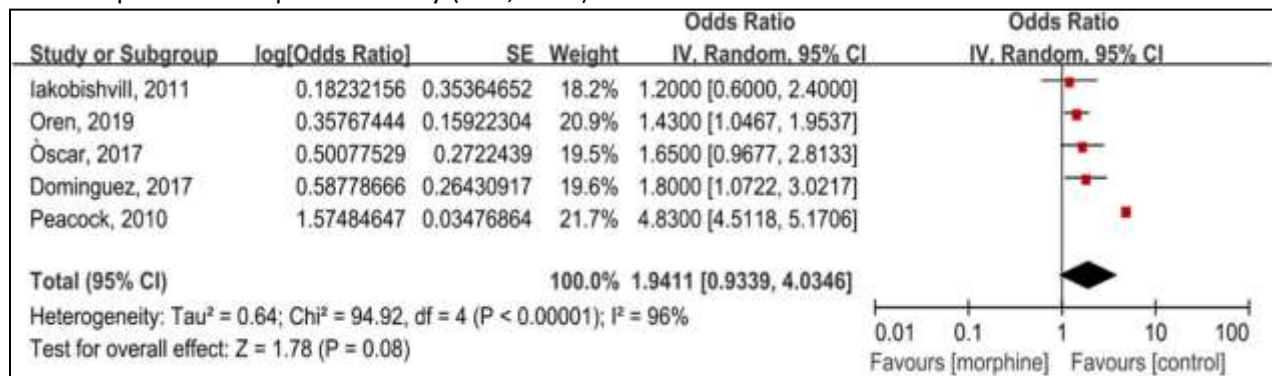 Odds Ratio Odds Ratio
Study or Subgroup log[Odds Ratio] SE Weight IV, Random, 95% CI IV, Random, 95% CI
Iakobishvill, 2011 0.18232156 0.35364652 18.2% 1.2000 [0.6000, 2.4000]
Oren, 2019 0.35767444 0.15922304 20.9% 1.4300 [1.0467, 1.9537]
Òscar, 2017 0.50077529 0.2722439 19.5% 1.6500 [0.9677, 2.8133]
Dominguez, 2017 0.58778666 0.26430917 19.6% 1.8000 [1.0722, 3.0217]
Peacock, 2010 1.57484647 0.03476864 21.7% 4.8300 [4.5118, 5.1706]
Total (95% CI) 100.0% 1.9411 [0.9339, 4.0346]
Heterogeneity: Tau² = 0.64; Chi² = 94.92, df = 4 (P < 0.00001); I² = 96%
Test for overall effect: Z = 1.78 (P = 0.08)
0.01 0.1 1 10 100
Favours [morphine] Favours [control]